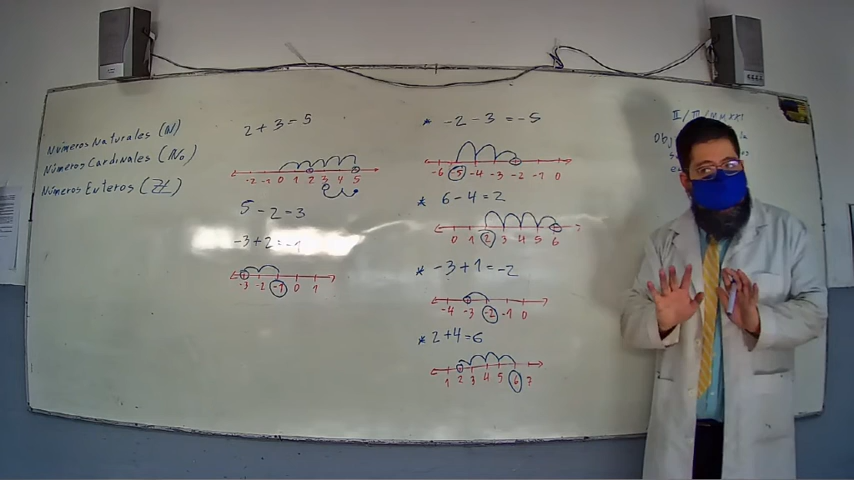 Números Naturales (N)
Números Cardinales (N₀)
Números Enteros (Z)
2 + 3 = 5
-2 -1 0 1 2 3 4 5
5 - 2 = 3
-3 + 2 = -1
-3 -2 -1 0 1
* -2 - 3 = -5
-6 -5 -4 -3 -2 -1 0
* 6 - 4 = 2
0 1 2 3 4 5 6
* -3 + 1 = -2
-4 -3 -2 -1 0
* 2 + 4 = 6
1 2 3 4 5 6 7
Obj
la